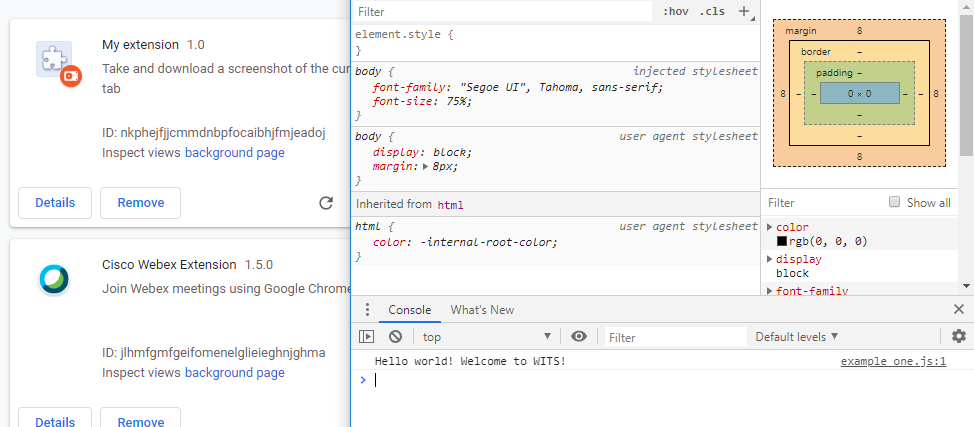 My extension 1.0
Take and download a screenshot of the cur
tab
ID: nkphejfjjcmmdnbpfocaibhjfmjeadoj
Inspect views background page
Details Remove
Cisco Webex Extension 1.5.0
Join Webex meetings using Google Chrome
ID: jlhmfgmfgeifomenelglieieghnjghma
Inspect views background page
Details Remove
Filter :hov .cls +
element.style {
}
body { injected stylesheet
font-family: "Segoe UI", Tahoma, sans-serif;
font-size: 75%;
}
body { user agent stylesheet
display: block;
margin: 8px;
}
Inherited from html
html { user agent stylesheet
color: -internal-root-color;
}
margin 8
border –
padding –
8 – – 0 × 0 – – 8
–
–
8
Filter Show all
color
rgb(0, 0, 0)
display
block
font-family
Console What's New
top Filter Default levels
Hello world! Welcome to WITS! example one.js:1